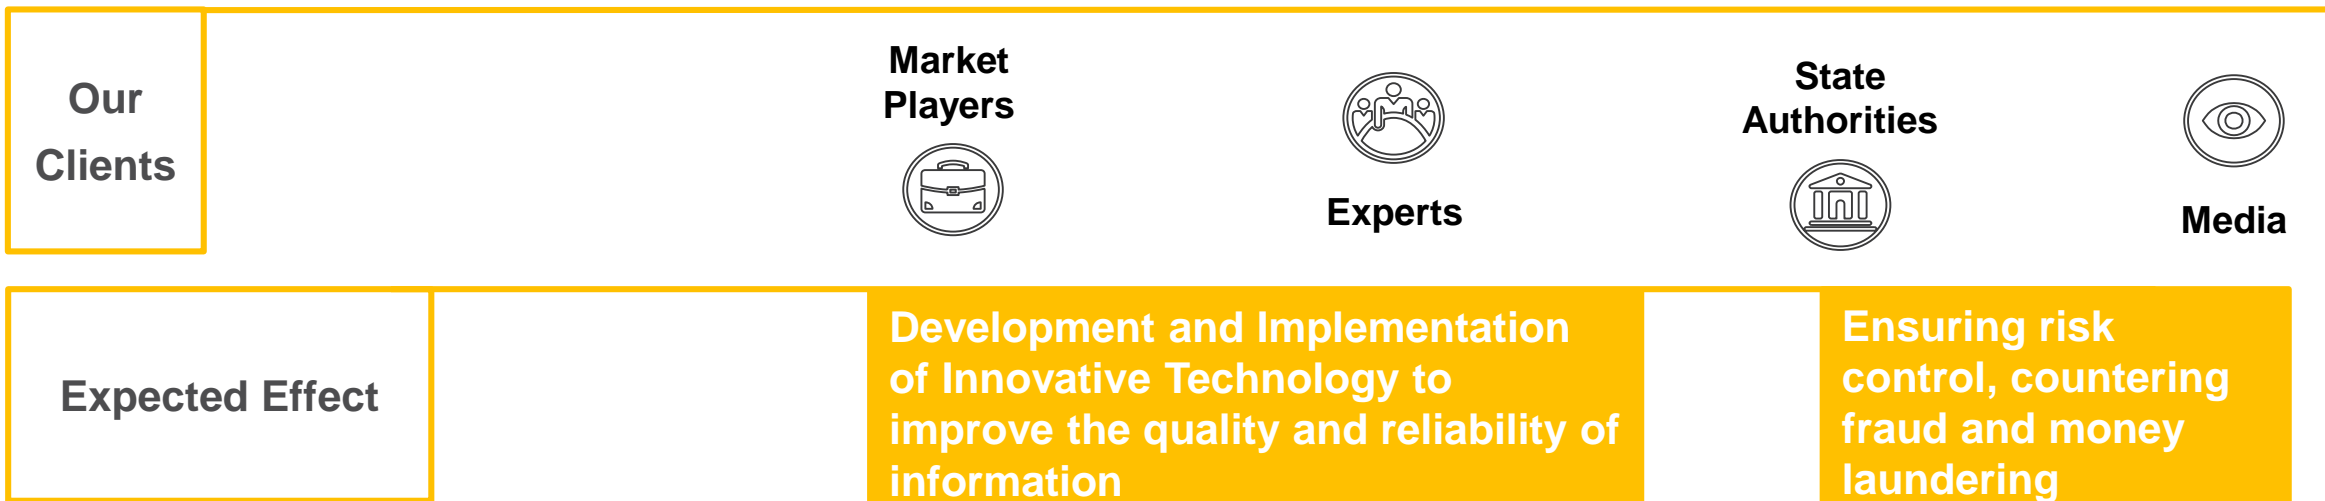 Our
Clients
Market
Players
Experts
State
Authorities
Media
Expected Effect
Development and Implementation
of Innovative Technology to
improve the quality and reliability of
information
Ensuring risk
control, countering
fraud and money
laundering